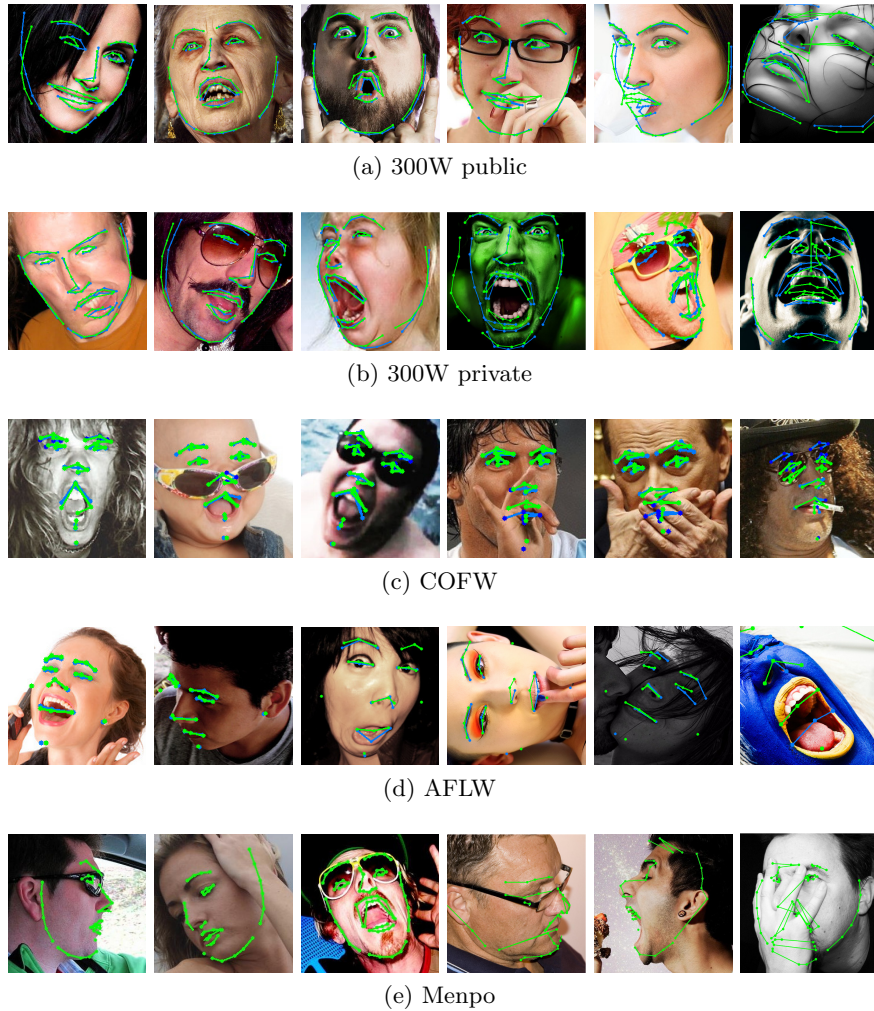 (a) 300W public
(b) 300W private
(c) COFW
(d) AFLW
(e) Menpo